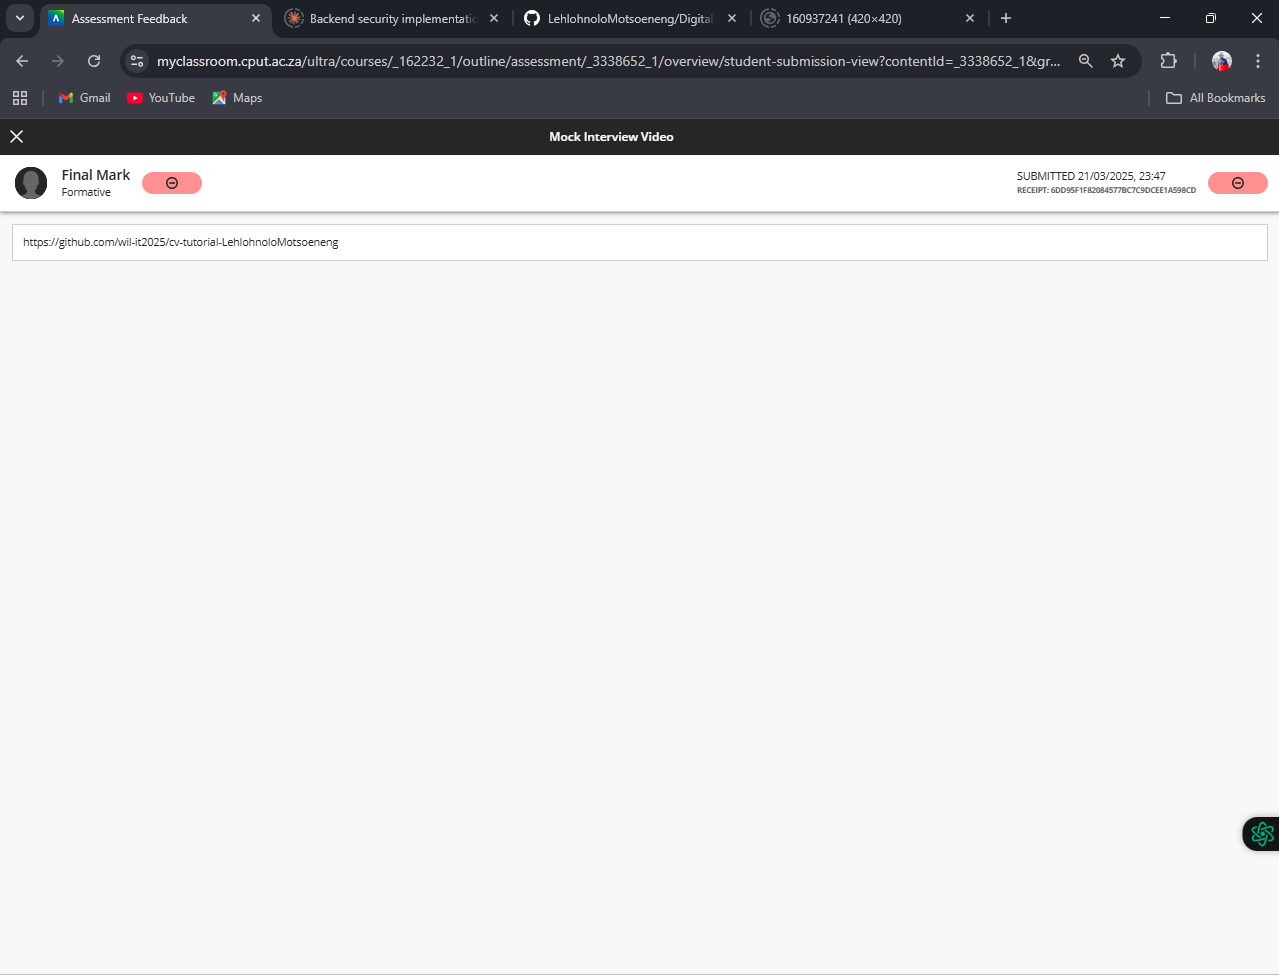 Assessment Feedback
Backend security implementatio
LehlohnoloMotsoeneng/Digital
160937241 (420×420)
myclassroom.cput.ac.za/ultra/courses/_162232_1/outline/assessment/_3338652_1/overview/student-submission-view?contentId=_3338652_1&gr...
Gmail
YouTube
Maps
All Bookmarks
Mock Interview Video
Final Mark
Formative
SUBMITTED 21/03/2025, 23:47
RECEIPT: 6DD95F1F82084577BC7C9DCEE1A598CD
https://github.com/wil-it2025/cv-tutorial-LehlohnoloMotsoeneng